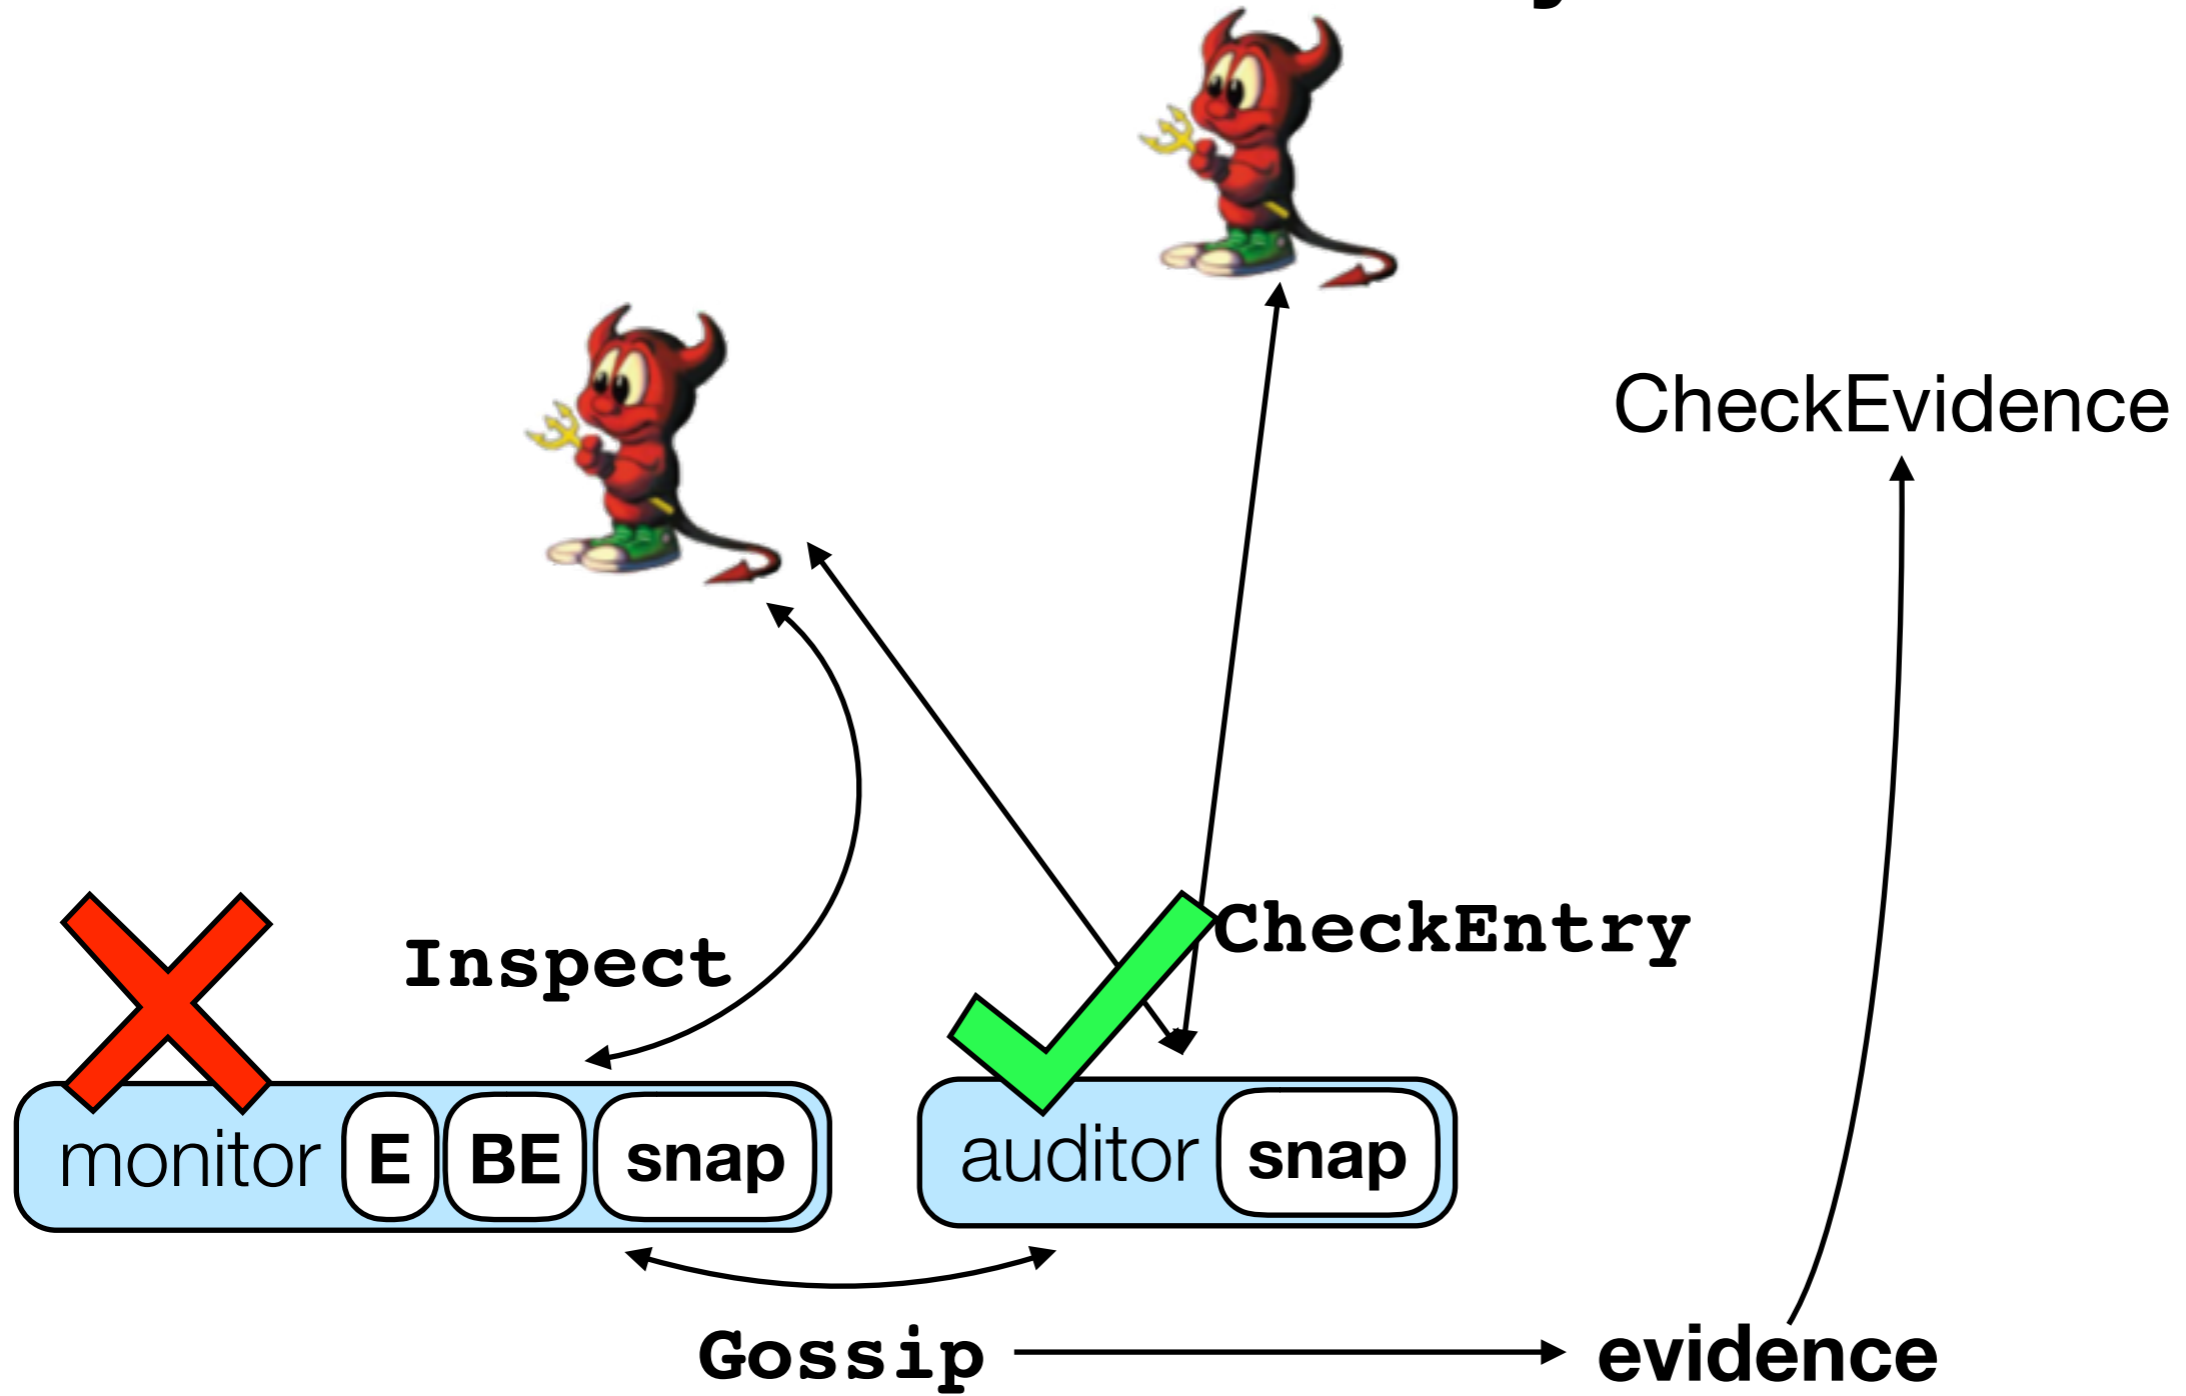 CheckEvidence
CheckEntry
Inspect
monitor E BE snap
auditor snap
Gossip
evidence